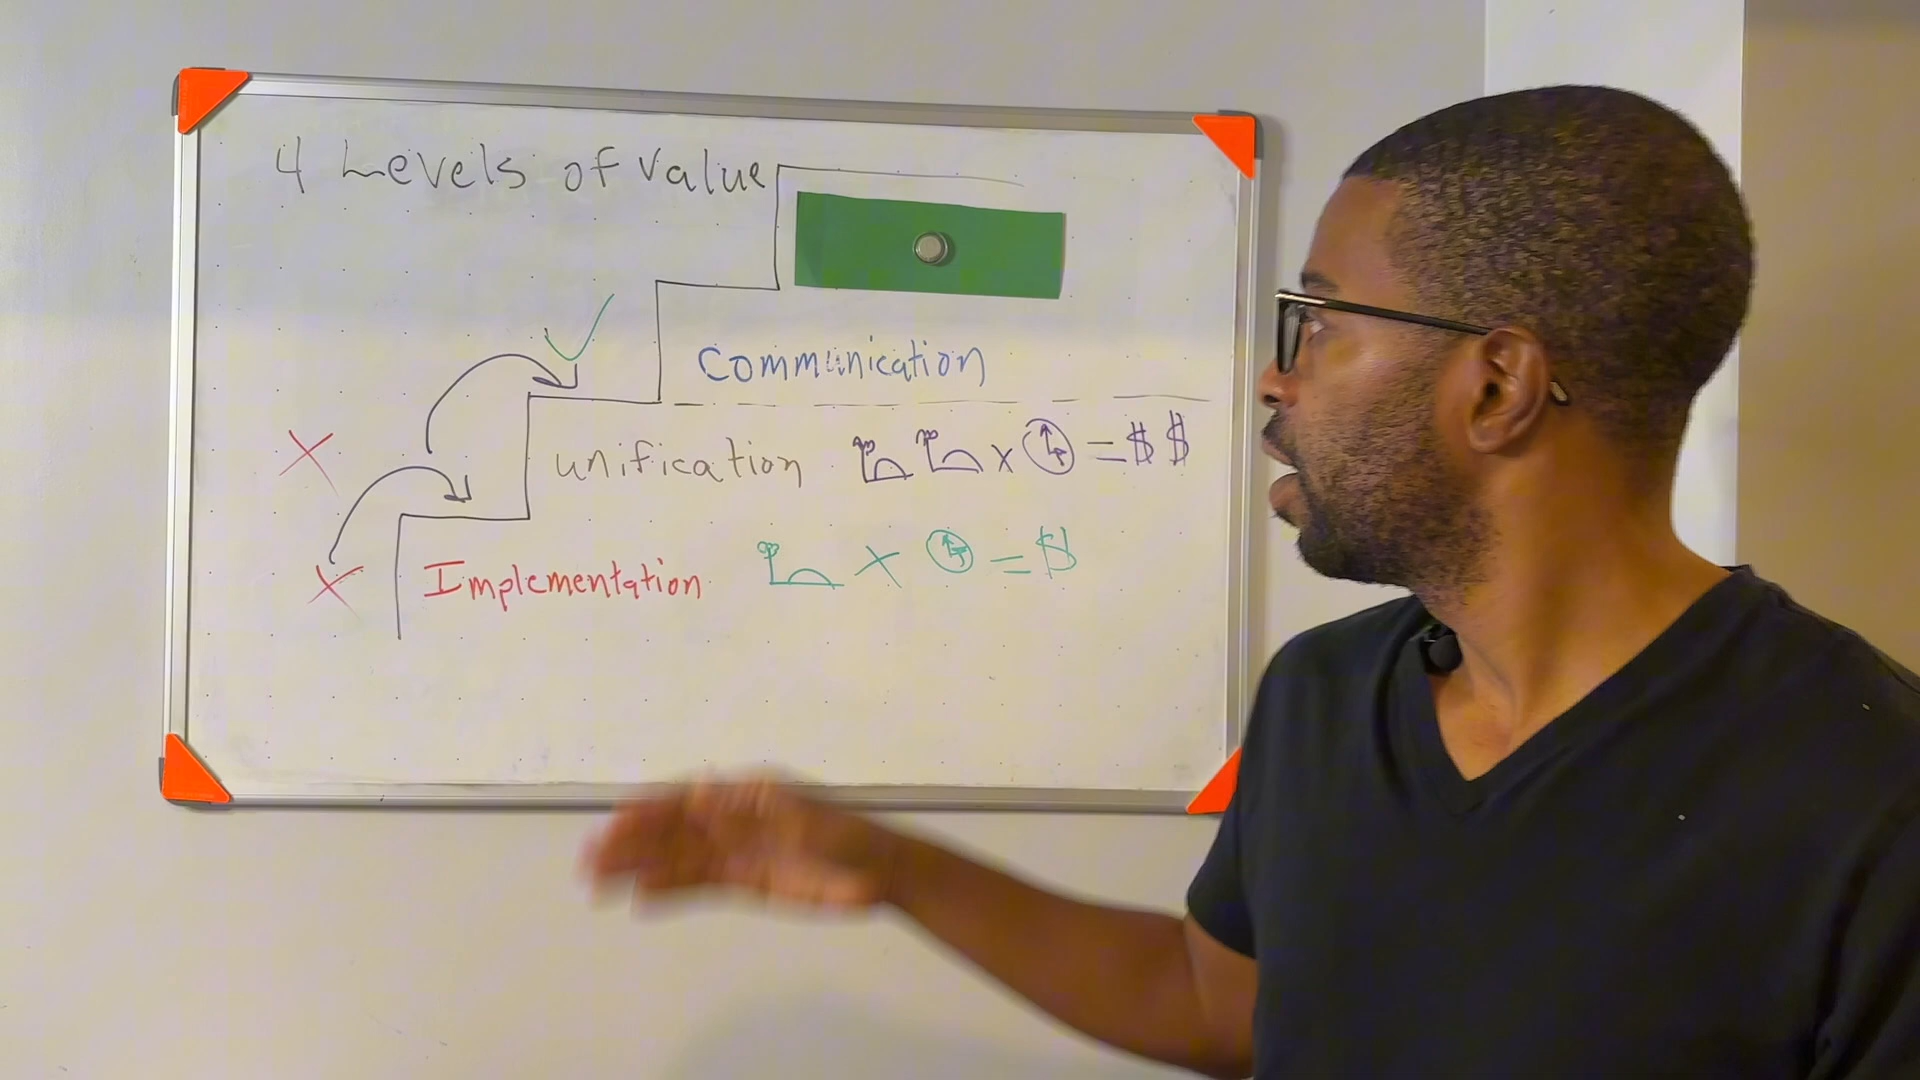 4 Levels of Value
Communication
unification x = $ $
Implementation x = $